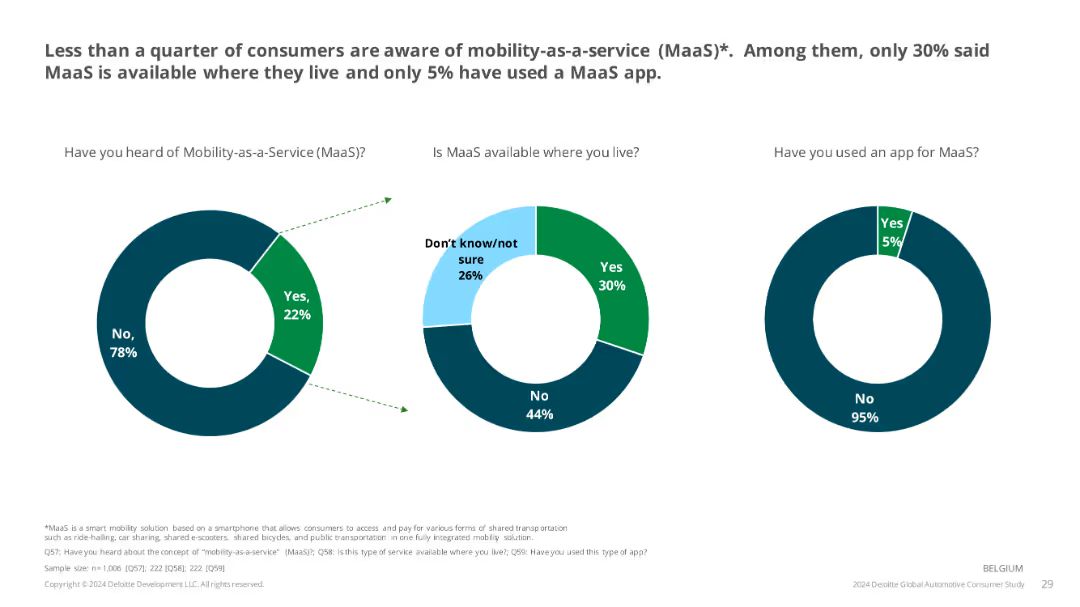 Less than a quarter of consumers are aware of mobility-as-a-service (MaaS)*. Among them, only 30% said
MaaS is available where they live and only 5% have used a MaaS app.
Have you heard of Mobility-as-a-Service (MaaS)?
Is MaaS available where you live?
Have you used an app for MaaS?
Yes,
22%
No,
78%
Don't know/not
sure
26%
Yes
30%
No
44%
Yes
5%
No
95%
*MaaS is a smart mobility solution based on a smartphone that allows consumers to access and pay for various forms of shared transportation
such as ride-hailing, car sharing, shared e-scooters, shared bicycles, and public transportation in one fully integrated mobility solution.
Q57: Have you heard about the concept of "mobility-as-a-service" (MaaS)?; Q58: Is this type of service available where you live?; Q59: Have you used this type of app?
Sample size: n= 1,006 [Q57]; 222 [Q58]; 222 [Q59]
BELGIUM
Copyright © 2024 Deloitte Development LLC. All rights reserved.
2024 Deloitte Global Automotive Consumer Study
29